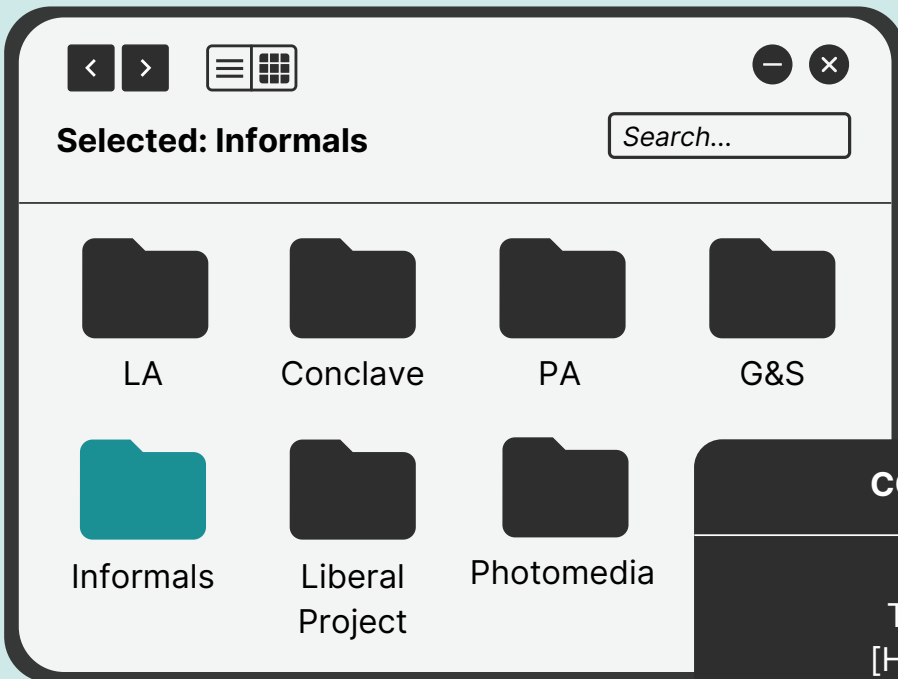 Selected: Informals
Search...
LA
Conclave
PA
G&S
Informals
Liberal
Project
Photomedia